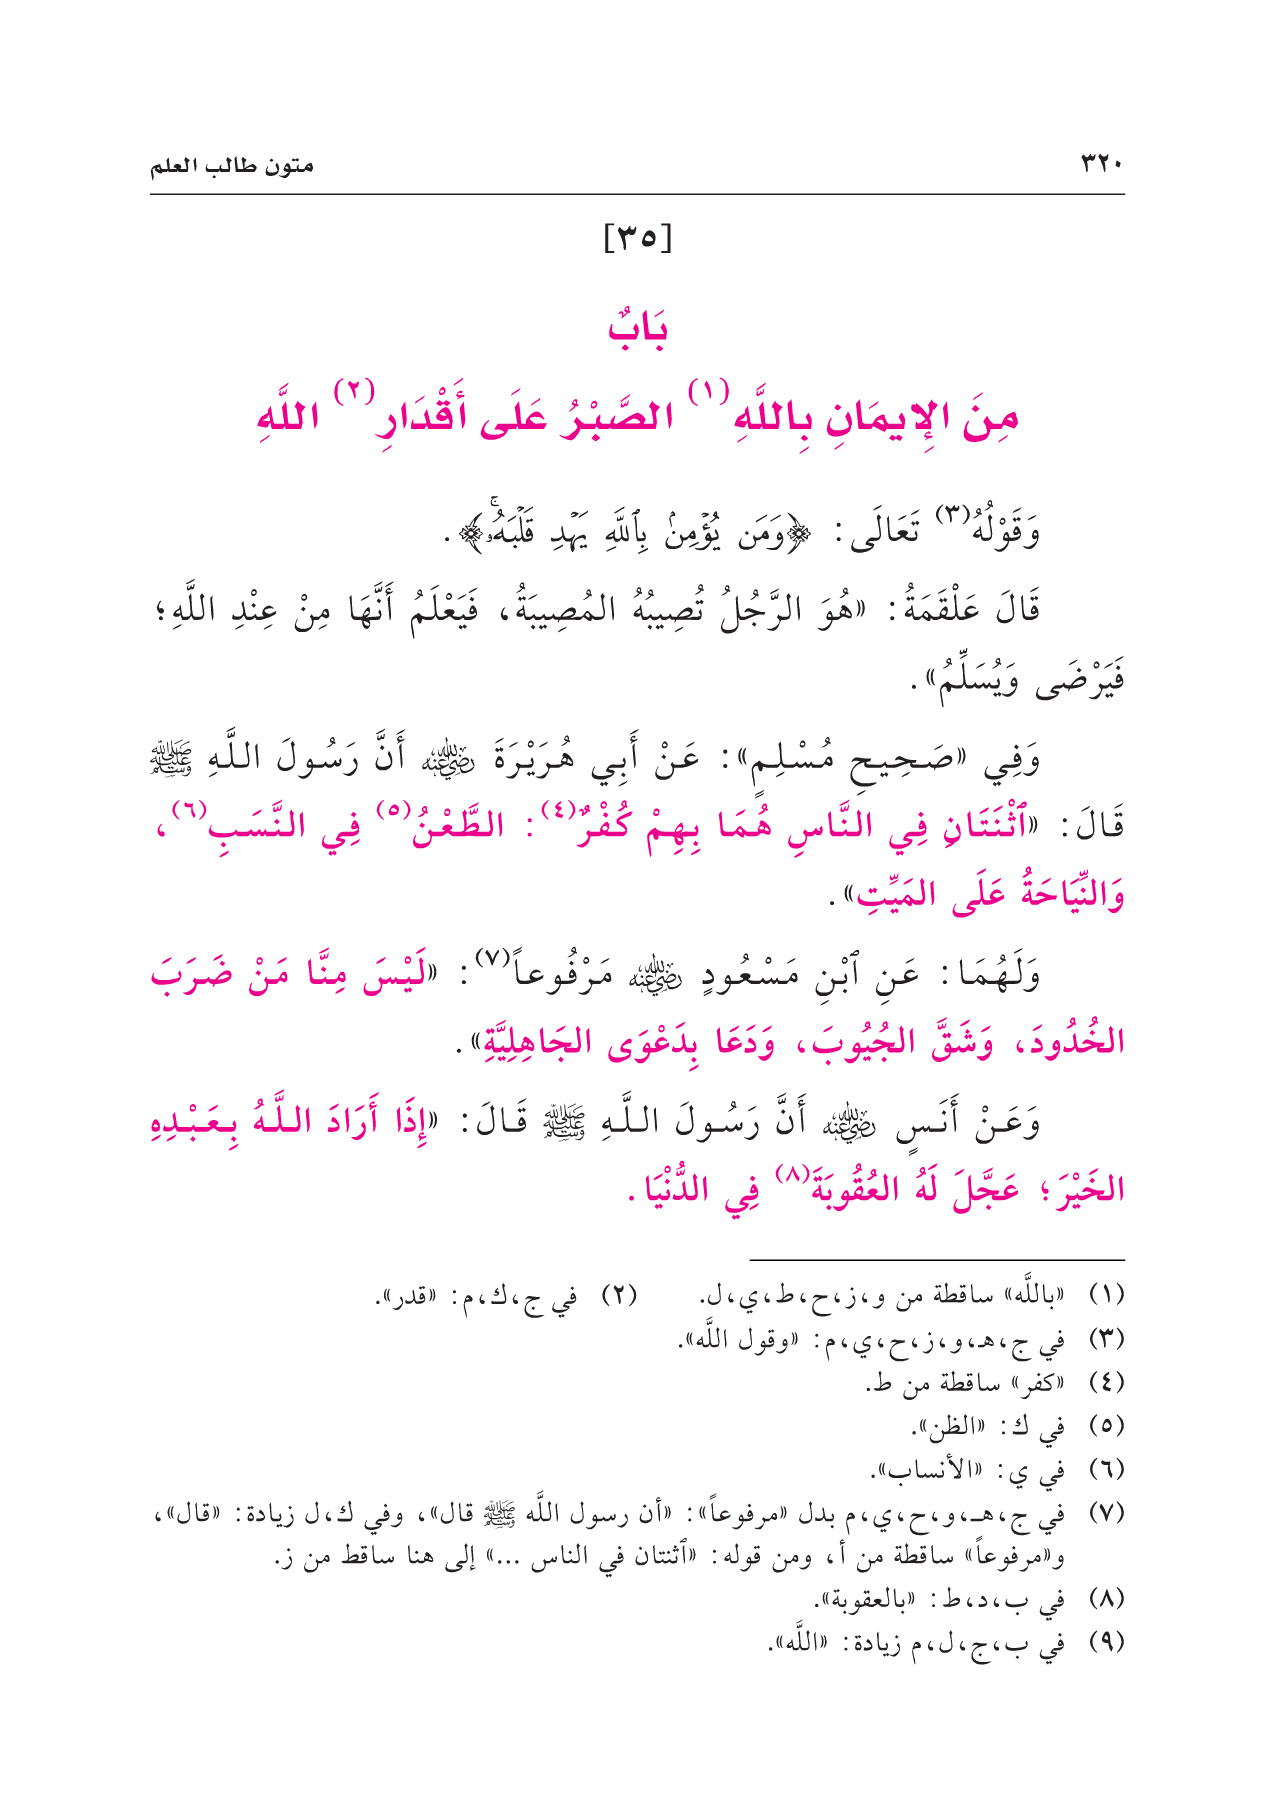 ٣٢٠ متون طالب العلم
[٣٥]
بَابٌ
مِنَ الإِيمَانِ بِاللَّهِ(١) الصَّبْرُ عَلَى أَقْدَارِ(٢) اللَّهِ
وَقَوْلُهُ(٣) تَعَالَى: ﴿وَمَن يُؤْمِنۢ بِٱللَّهِ يَهْدِ قَلْبَهُۥۚ﴾.
قَالَ عَلْقَمَةُ: «هُوَ الرَّجُلُ تُصِيبُهُ المُصِيبَةُ، فَيَعْلَمُ أَنَّهَا مِنْ عِنْدِ اللَّهِ؛
فَيَرْضَى وَيُسَلِّمُ».
وَفِي «صَحِيحِ مُسْلِمٍ»: عَنْ أَبِي هُرَيْرَةَ رضي الله عنه أَنَّ رَسُولَ اللَّهِ ﷺ
قَالَ: «ٱثْنَتَانِ فِي النَّاسِ هُمَا بِهِمْ كُفْرٌ(٤): الطَّعْنُ(٥) فِي النَّسَبِ(٦)،
وَالنِّيَاحَةُ عَلَى المَيِّتِ».
وَلَهُمَا: عَنِ ٱبْنِ مَسْعُودٍ رضي الله عنه مَرْفُوعاً(٧): «لَيْسَ مِنَّا مَنْ ضَرَبَ
الخُدُودَ، وَشَقَّ الجُيُوبَ، وَدَعَا بِدَعْوَى الجَاهِلِيَّةِ».
وَعَنْ أَنَسٍ رضي الله عنه أَنَّ رَسُولَ اللَّهِ ﷺ قَالَ: «إِذَا أَرَادَ اللَّهُ بِعَبْدِهِ
الخَيْرَ؛ عَجَّلَ لَهُ العُقُوبَةَ(٨) فِي الدُّنْيَا.
(١) «باللَّه» ساقطة من و، ز، ح، ط، ي، ل. (٢) في ج، ك، م: «قدر».
(٣) في ج، هـ، و، ز، ح، ي، م: «وقول اللَّه».
(٤) «كفر» ساقطة من ط.
(٥) في ك: «الظن».
(٦) في ي: «الأنساب».
(٧) في ج، هـ، و، ح، ي، م بدل «مرفوعاً»: «أن رسول اللَّه ﷺ قال»، وفي ك، ل زيادة: «قال»،
و«مرفوعاً» ساقطة من أ، ومن قوله: «ٱثنتان في الناس ...» إلى هنا ساقط من ز.
(٨) في ب، د، ط: «بالعقوبة».
(٩) في ب، ج، ل، م زيادة: «اللَّه».